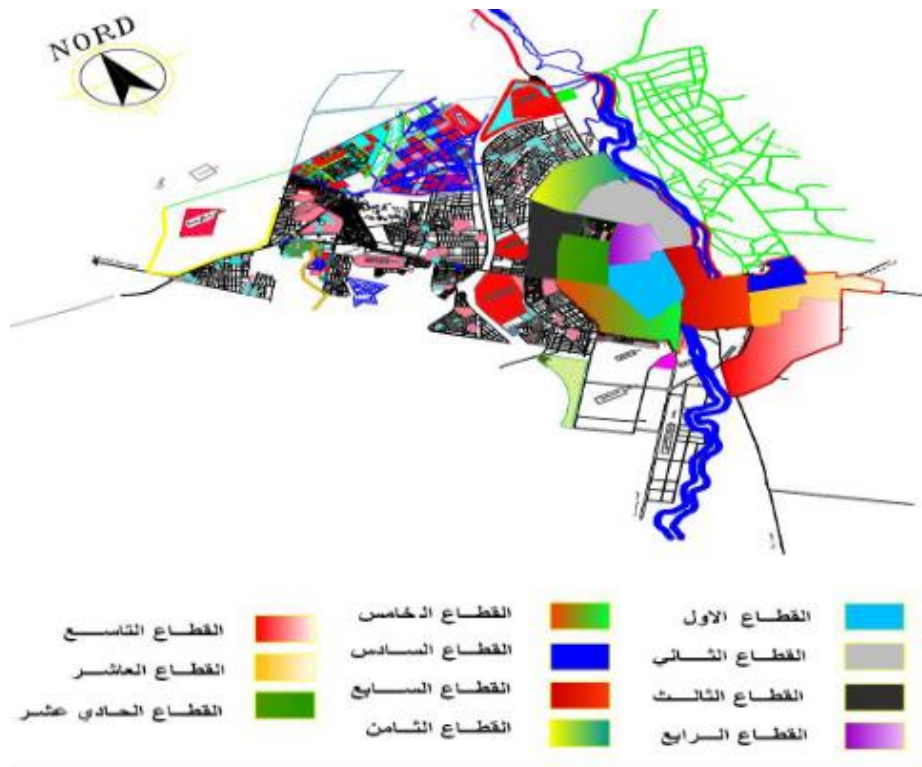 NORD
القطاع الاول
القطاع الثاني
القطاع الثالث
القطاع الرابع
القطاع الخامس
القطاع السادس
القطاع السابع
القطاع الثامن
القطاع التاسع
القطاع العاشر
القطاع الحادي عشر